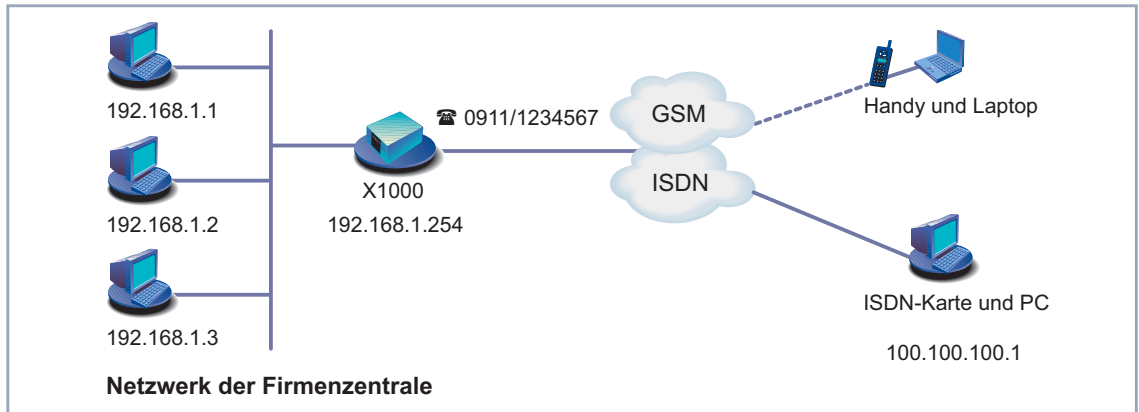 192.168.1.1
192.168.1.2
192.168.1.3
Netzwerk der Firmenzentrale
X1000
192.168.1.254
☎ 0911/1234567
GSM
ISDN
Handy und Laptop
ISDN-Karte und PC
100.100.100.1